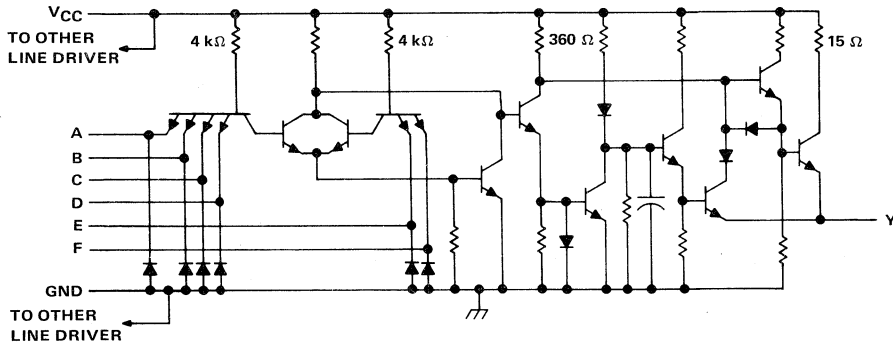 VCC
TO OTHER
LINE DRIVER
4 kΩ
4 kΩ
360 Ω
15 Ω
A
B
C
D
E
F
Y
GND
TO OTHER
LINE DRIVER